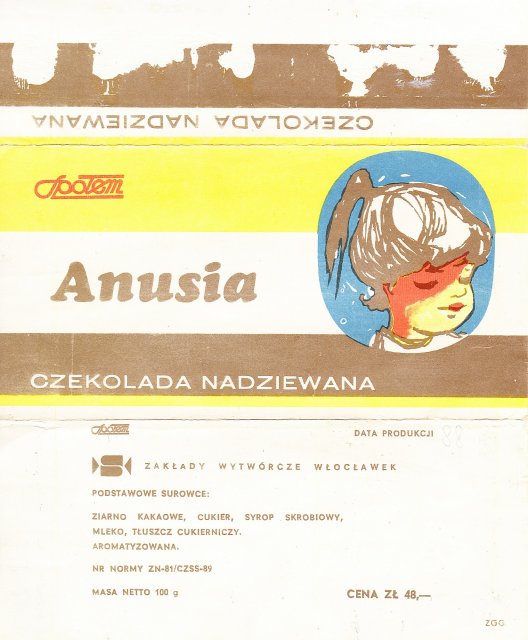 CZEKOLADA NADZIEWANA
Społem
Anusia
CZEKOLADA NADZIEWANA
Społem
DATA PRODUKCJI
ZAKŁADY WYTWÓRCZE WŁOCŁAWEK
PODSTAWOWE SUROWCE:
ZIARNO KAKAOWE, CUKIER, SYROP SKROBIOWY,
MLEKO, TŁUSZCZ CUKIERNICZY.
AROMATYZOWANA.
NR NORMY ZN-81/CZSS-89
MASA NETTO 100 g
CENA ZŁ 48,—
ZGG